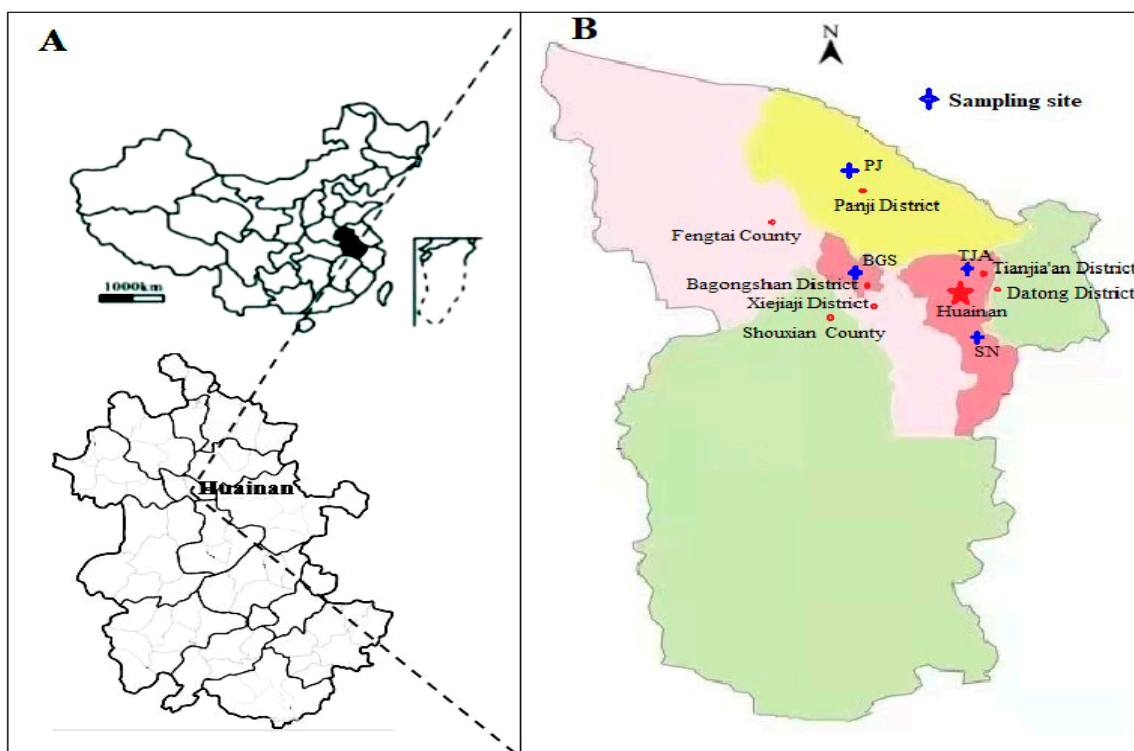 A
1000km
Huainan
B
N
Sampling site
PJ
Panji District
Fengtai County
BGS
TJA
Tianjia'an District
Bagongshan District
Datong District
Xiejiaji District
Huainan
Shouxian County
SN